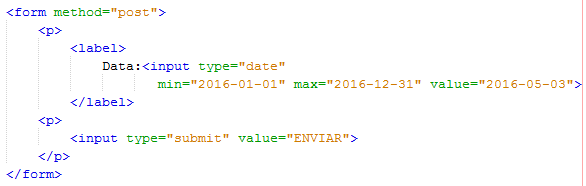 <form method="post">
    <p>
        <label>
            Data:<input type="date"
                   min="2016-01-01" max="2016-12-31" value="2016-05-03">
        </label>
    <p>
        <input type="submit" value="ENVIAR">
    </p>
</form>